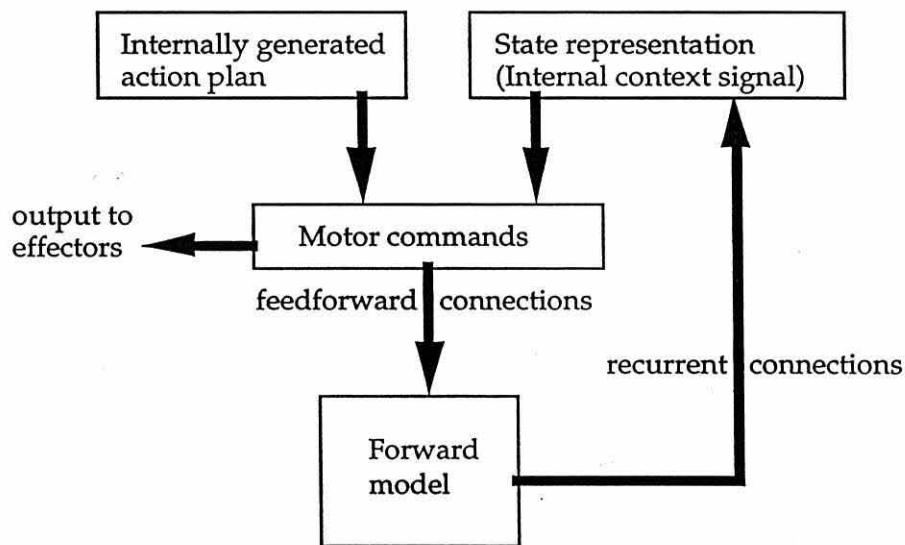 Internally generated
action plan
State representation
(Internal context signal)
output to
effectors
Motor commands
feedforward connections
recurrent connections
Forward
model